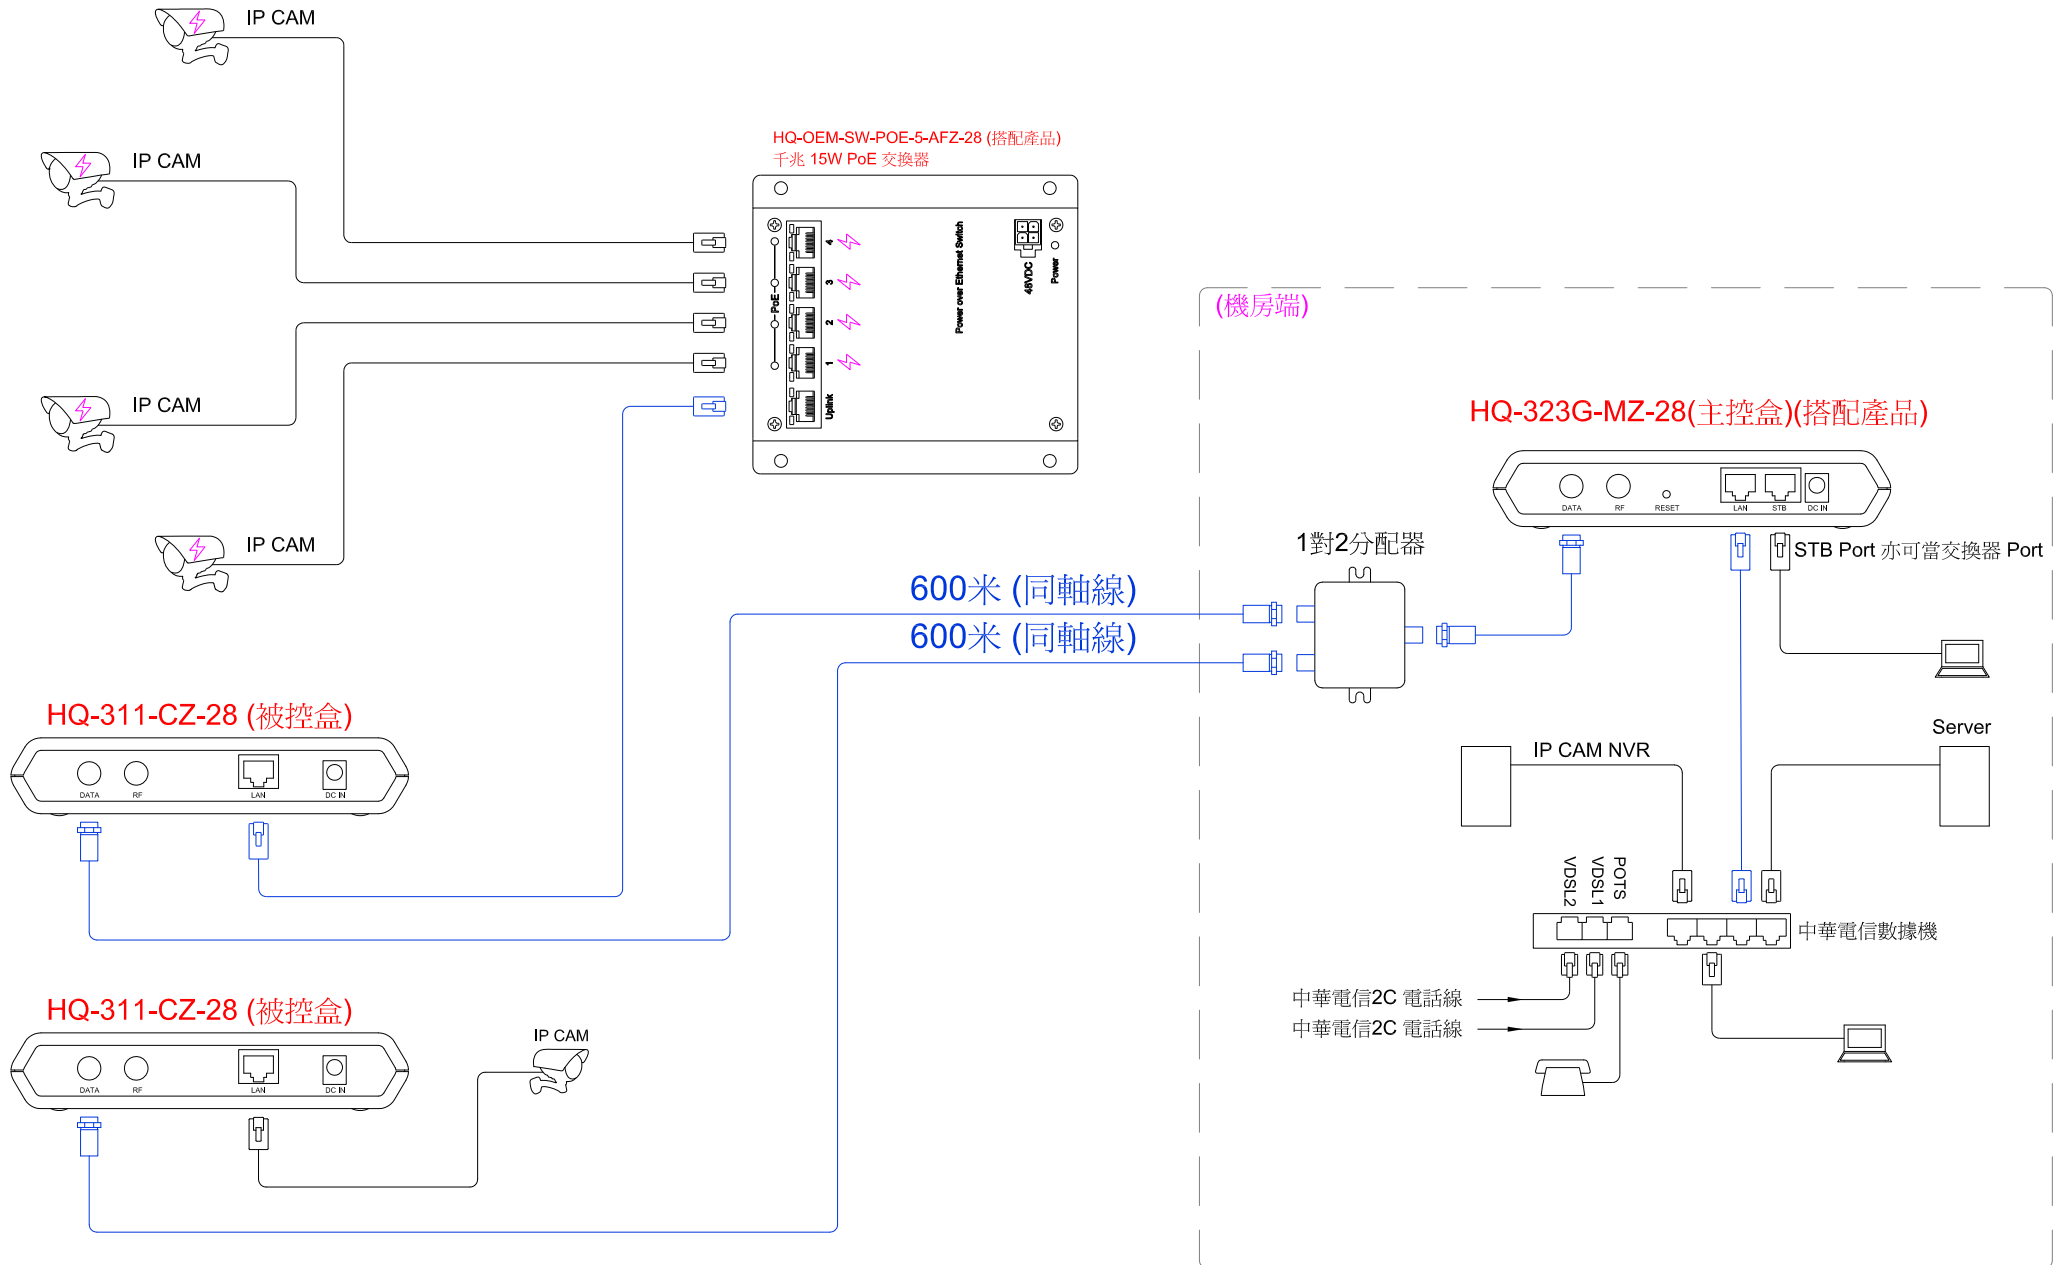 IP CAM
IP CAM
HQ-OEM-SW-POE-5-AFZ-28 (搭配產品)
千兆 15W PoE 交換器
4
3
2
1
Uplink
PoE
Power over Ethernet Switch
48VDC
Power
IP CAM
IP CAM
(機房端)
HQ-323G-MZ-28(主控盒)(搭配產品)
DATA
RF
RESET
LAN
STB
DC IN
STB Port 亦可當交換器 Port
1對2分配器
600米 (同軸線)
600米 (同軸線)
HQ-311-CZ-28 (被控盒)
DATA
RF
LAN
DC IN
IP CAM NVR
Server
VDSL2
VDSL1
POTS
中華電信數據機
中華電信2C 電話線
中華電信2C 電話線
HQ-311-CZ-28 (被控盒)
DATA
RF
LAN
DC IN
IP CAM